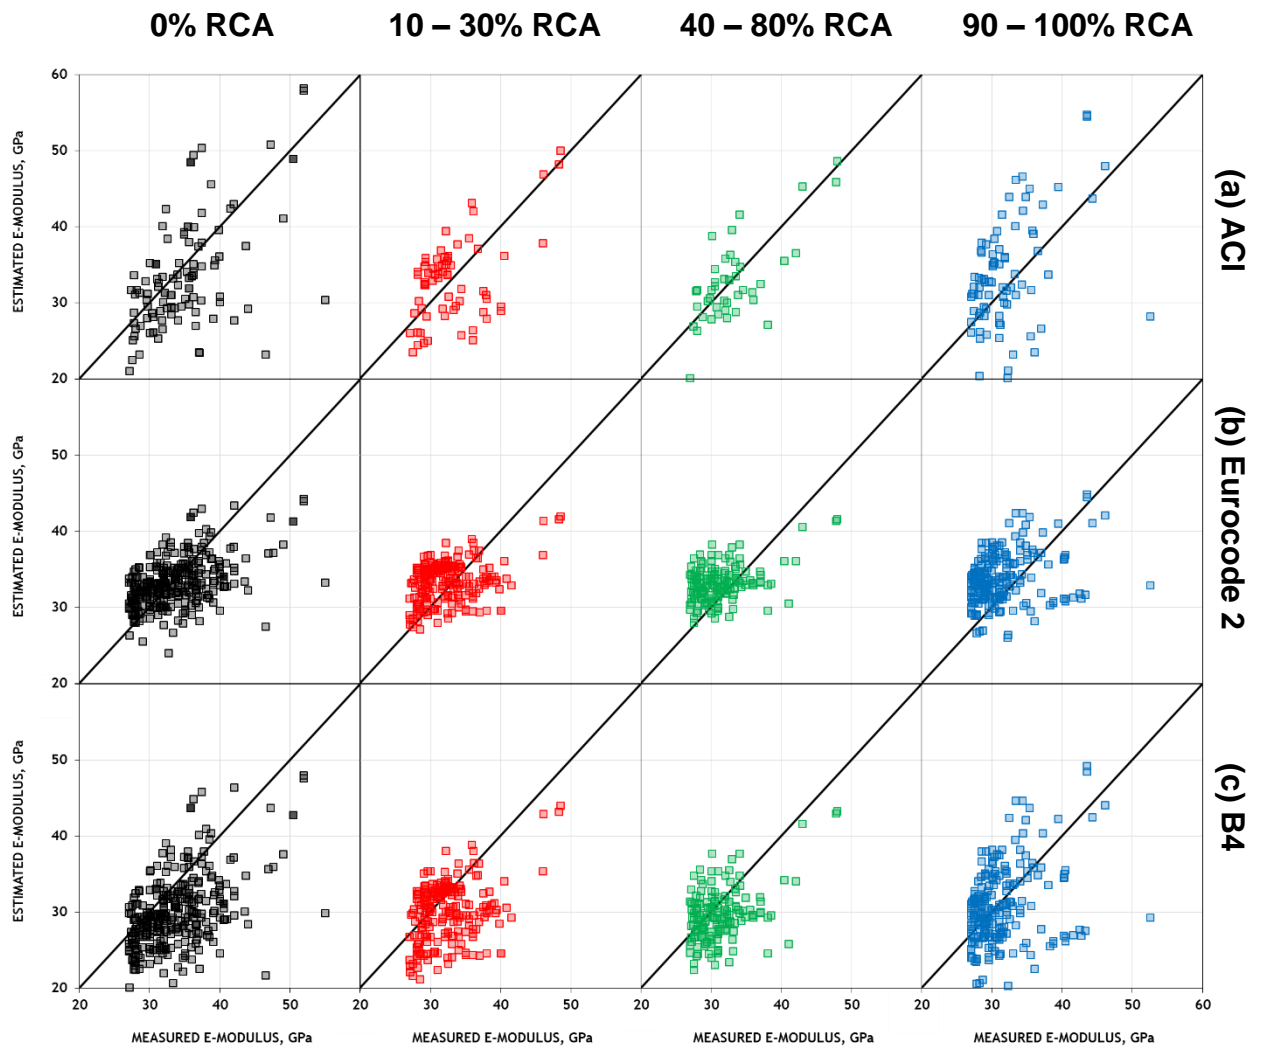 0% RCA
10 – 30% RCA
40 – 80% RCA
90 – 100% RCA
60
50
40
30
20
ESTIMATED E-MODULUS, GPa
(a) ACI
50
40
30
20
ESTIMATED E-MODULUS, GPa
(b) Eurocode 2
50
40
30
20
ESTIMATED E-MODULUS, GPa
(c) B4
20 30 40 50 20 30 40 50 20 30 40 50 20 30 40 50 60
MEASURED E-MODULUS, GPa
MEASURED E-MODULUS, GPa
MEASURED E-MODULUS, GPa
MEASURED E-MODULUS, GPa